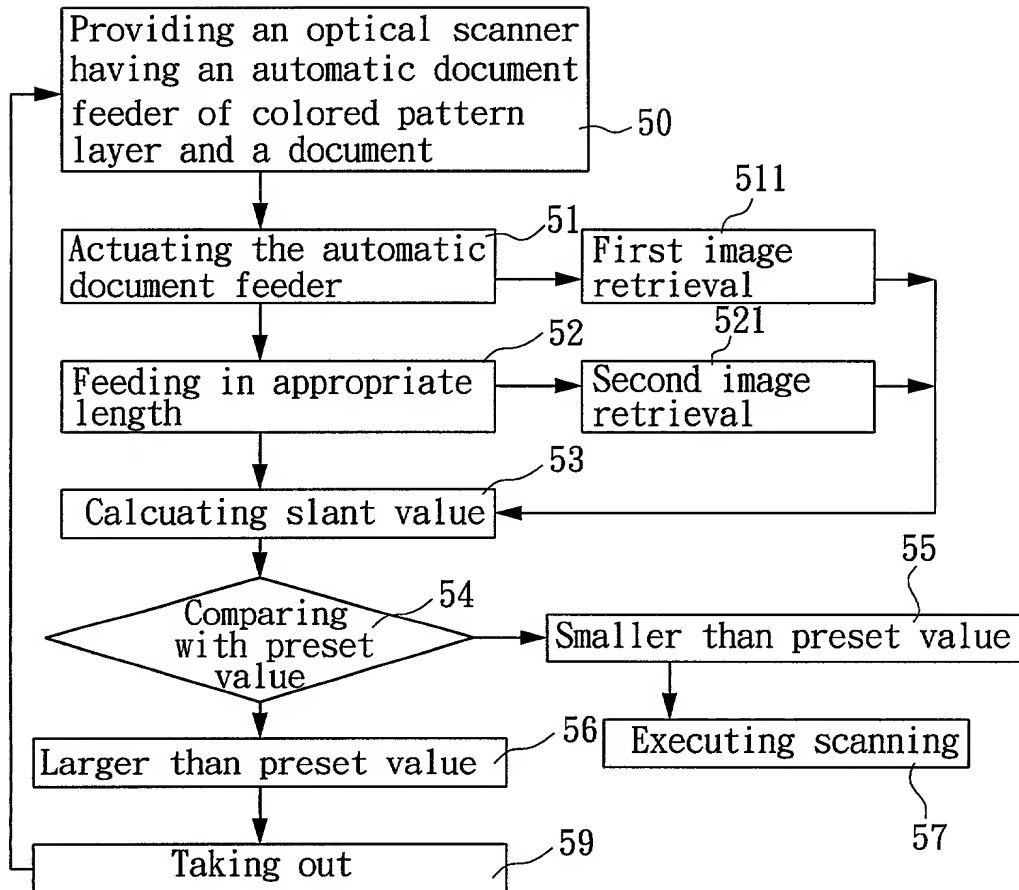 Providing an optical scanner
having an automatic document
feeder of colored pattern
layer and a document
50
511
51
Actuating the automatic
document feeder
First image
retrieval
52
521
Feeding in appropriate
length
Second image
retrieval
53
Calcuating slant value
54
55
Comparing
with preset
value
Smaller than preset value
56
Larger than preset value
Executing scanning
57
59
Taking out